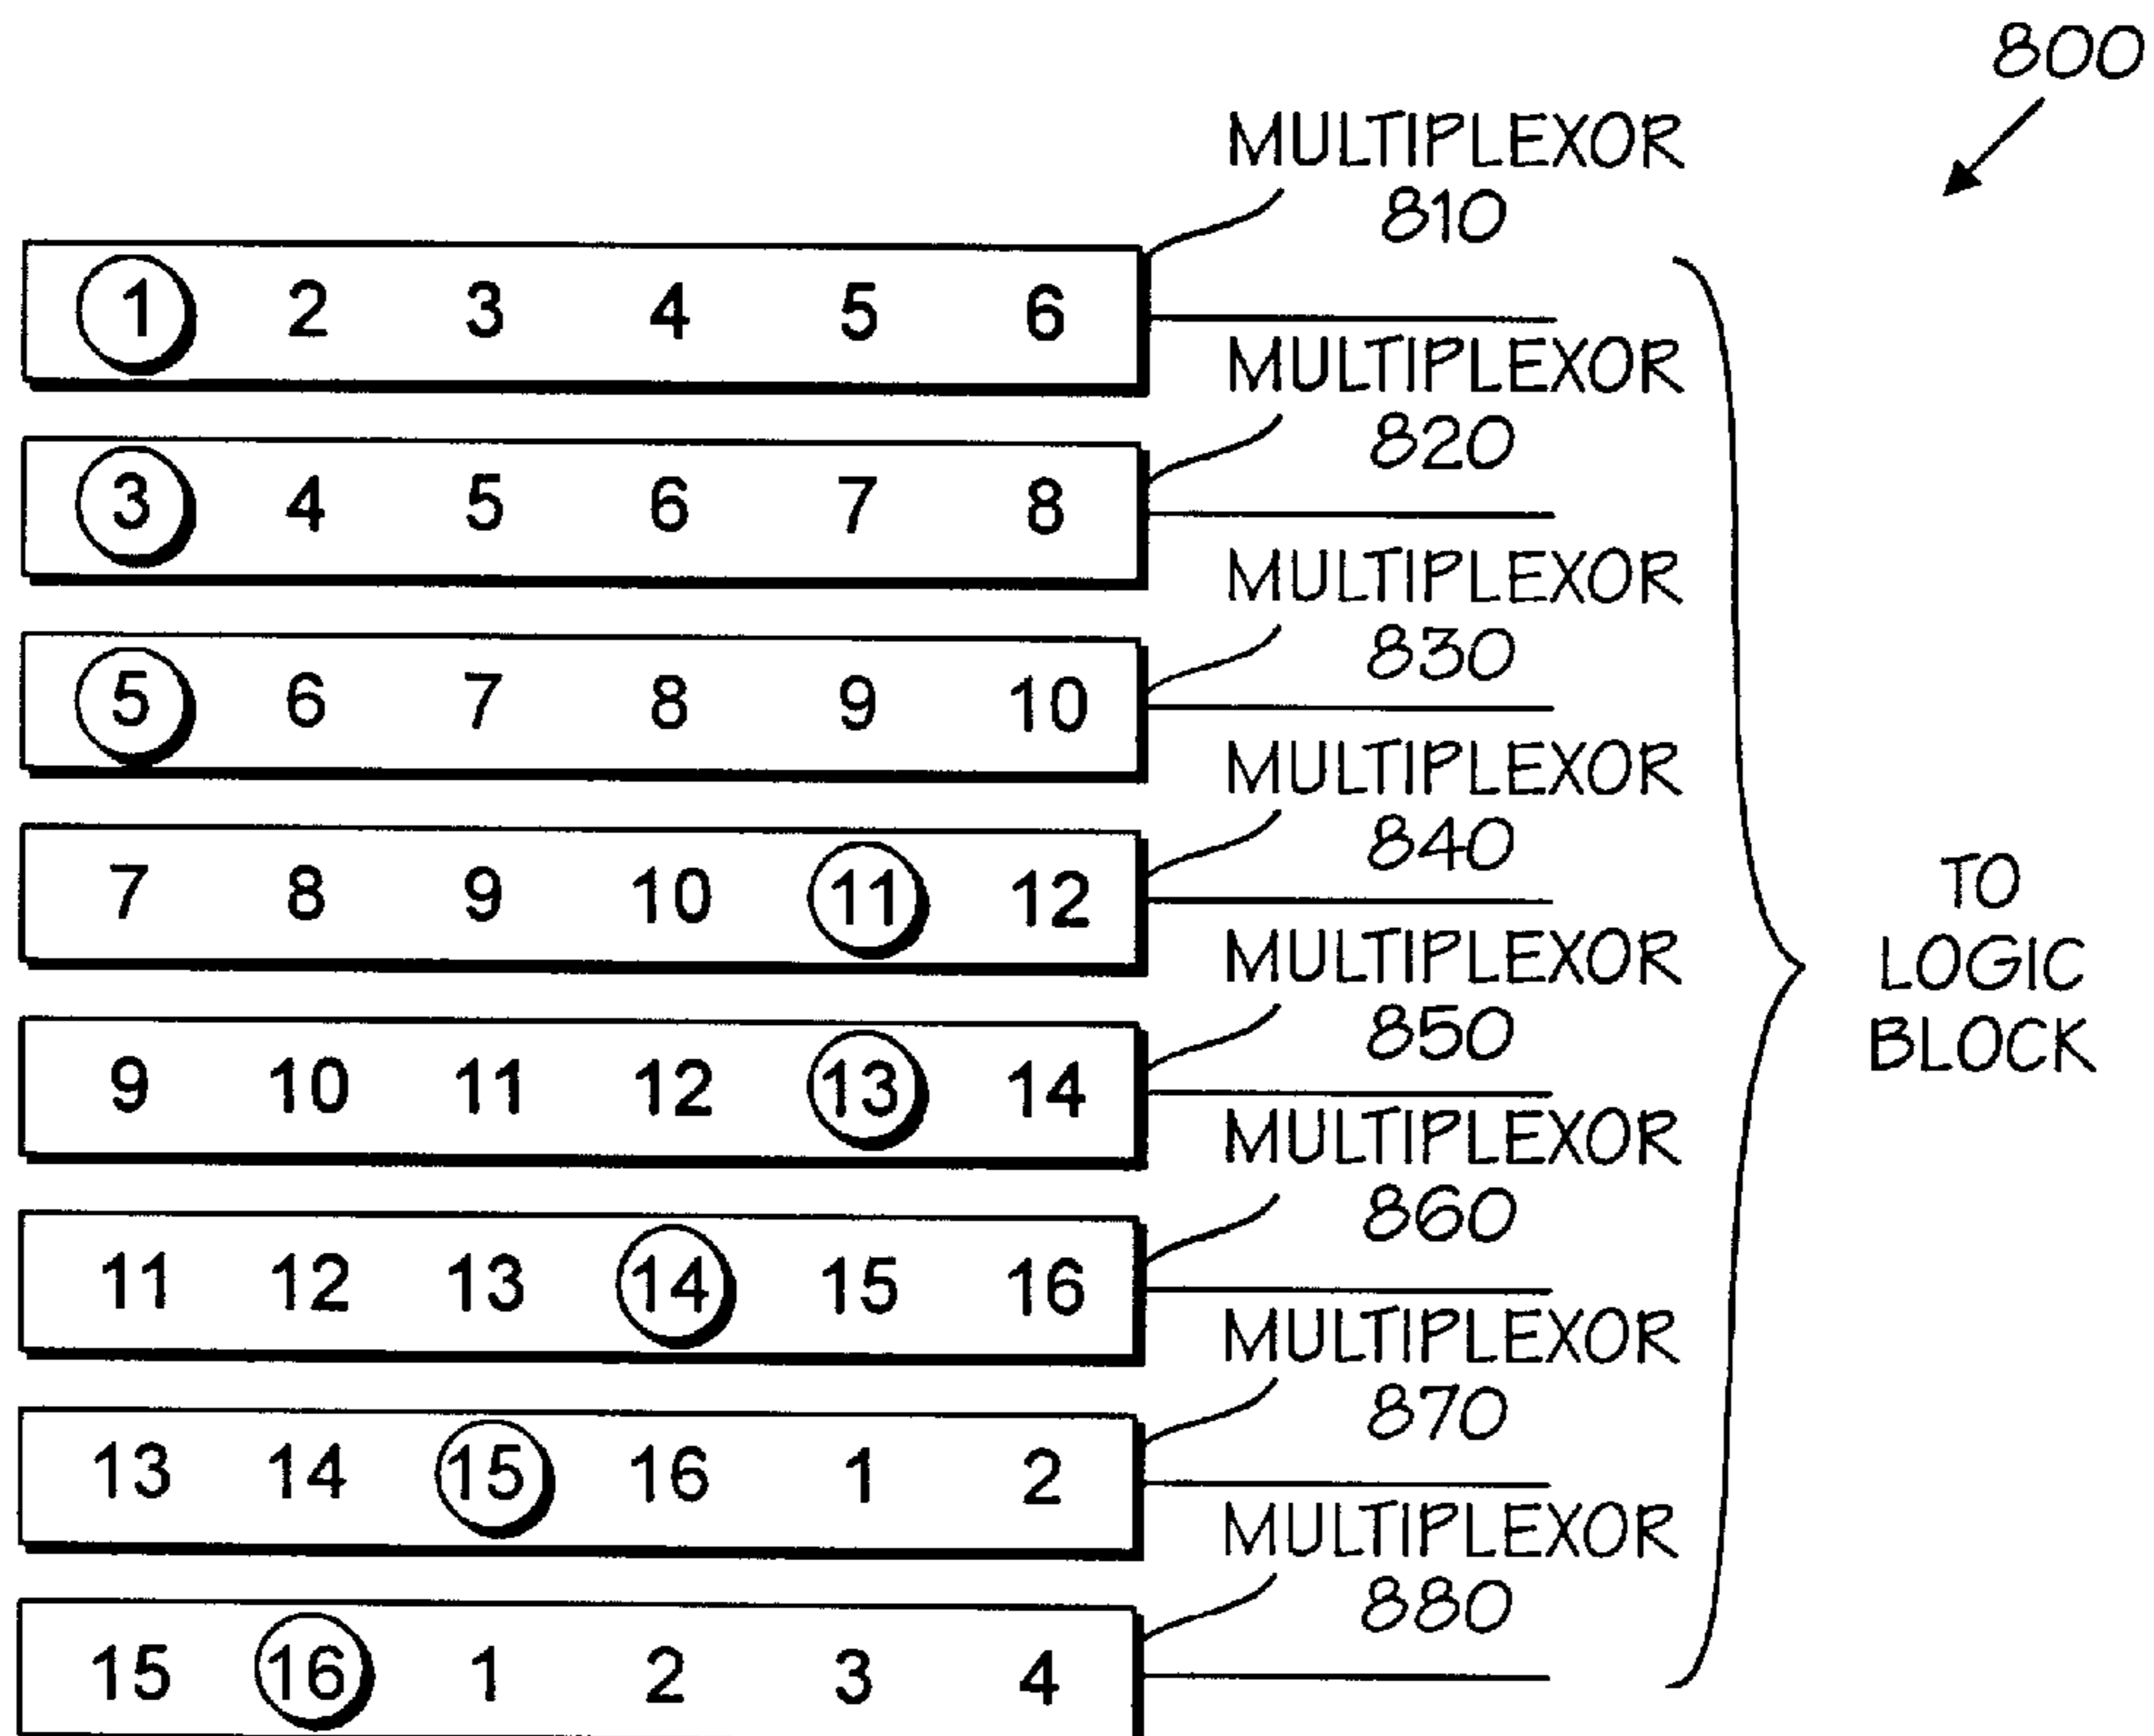 800
MULTIPLEXOR
810
1 2 3 4 5 6
MULTIPLEXOR
820
3 4 5 6 7 8
MULTIPLEXOR
830
5 6 7 8 9 10
MULTIPLEXOR
840
7 8 9 10 11 12
MULTIPLEXOR
850
9 10 11 12 13 14
MULTIPLEXOR
860
11 12 13 14 15 16
MULTIPLEXOR
870
13 14 15 16 1 2
MULTIPLEXOR
880
15 16 1 2 3 4
TO
LOGIC
BLOCK